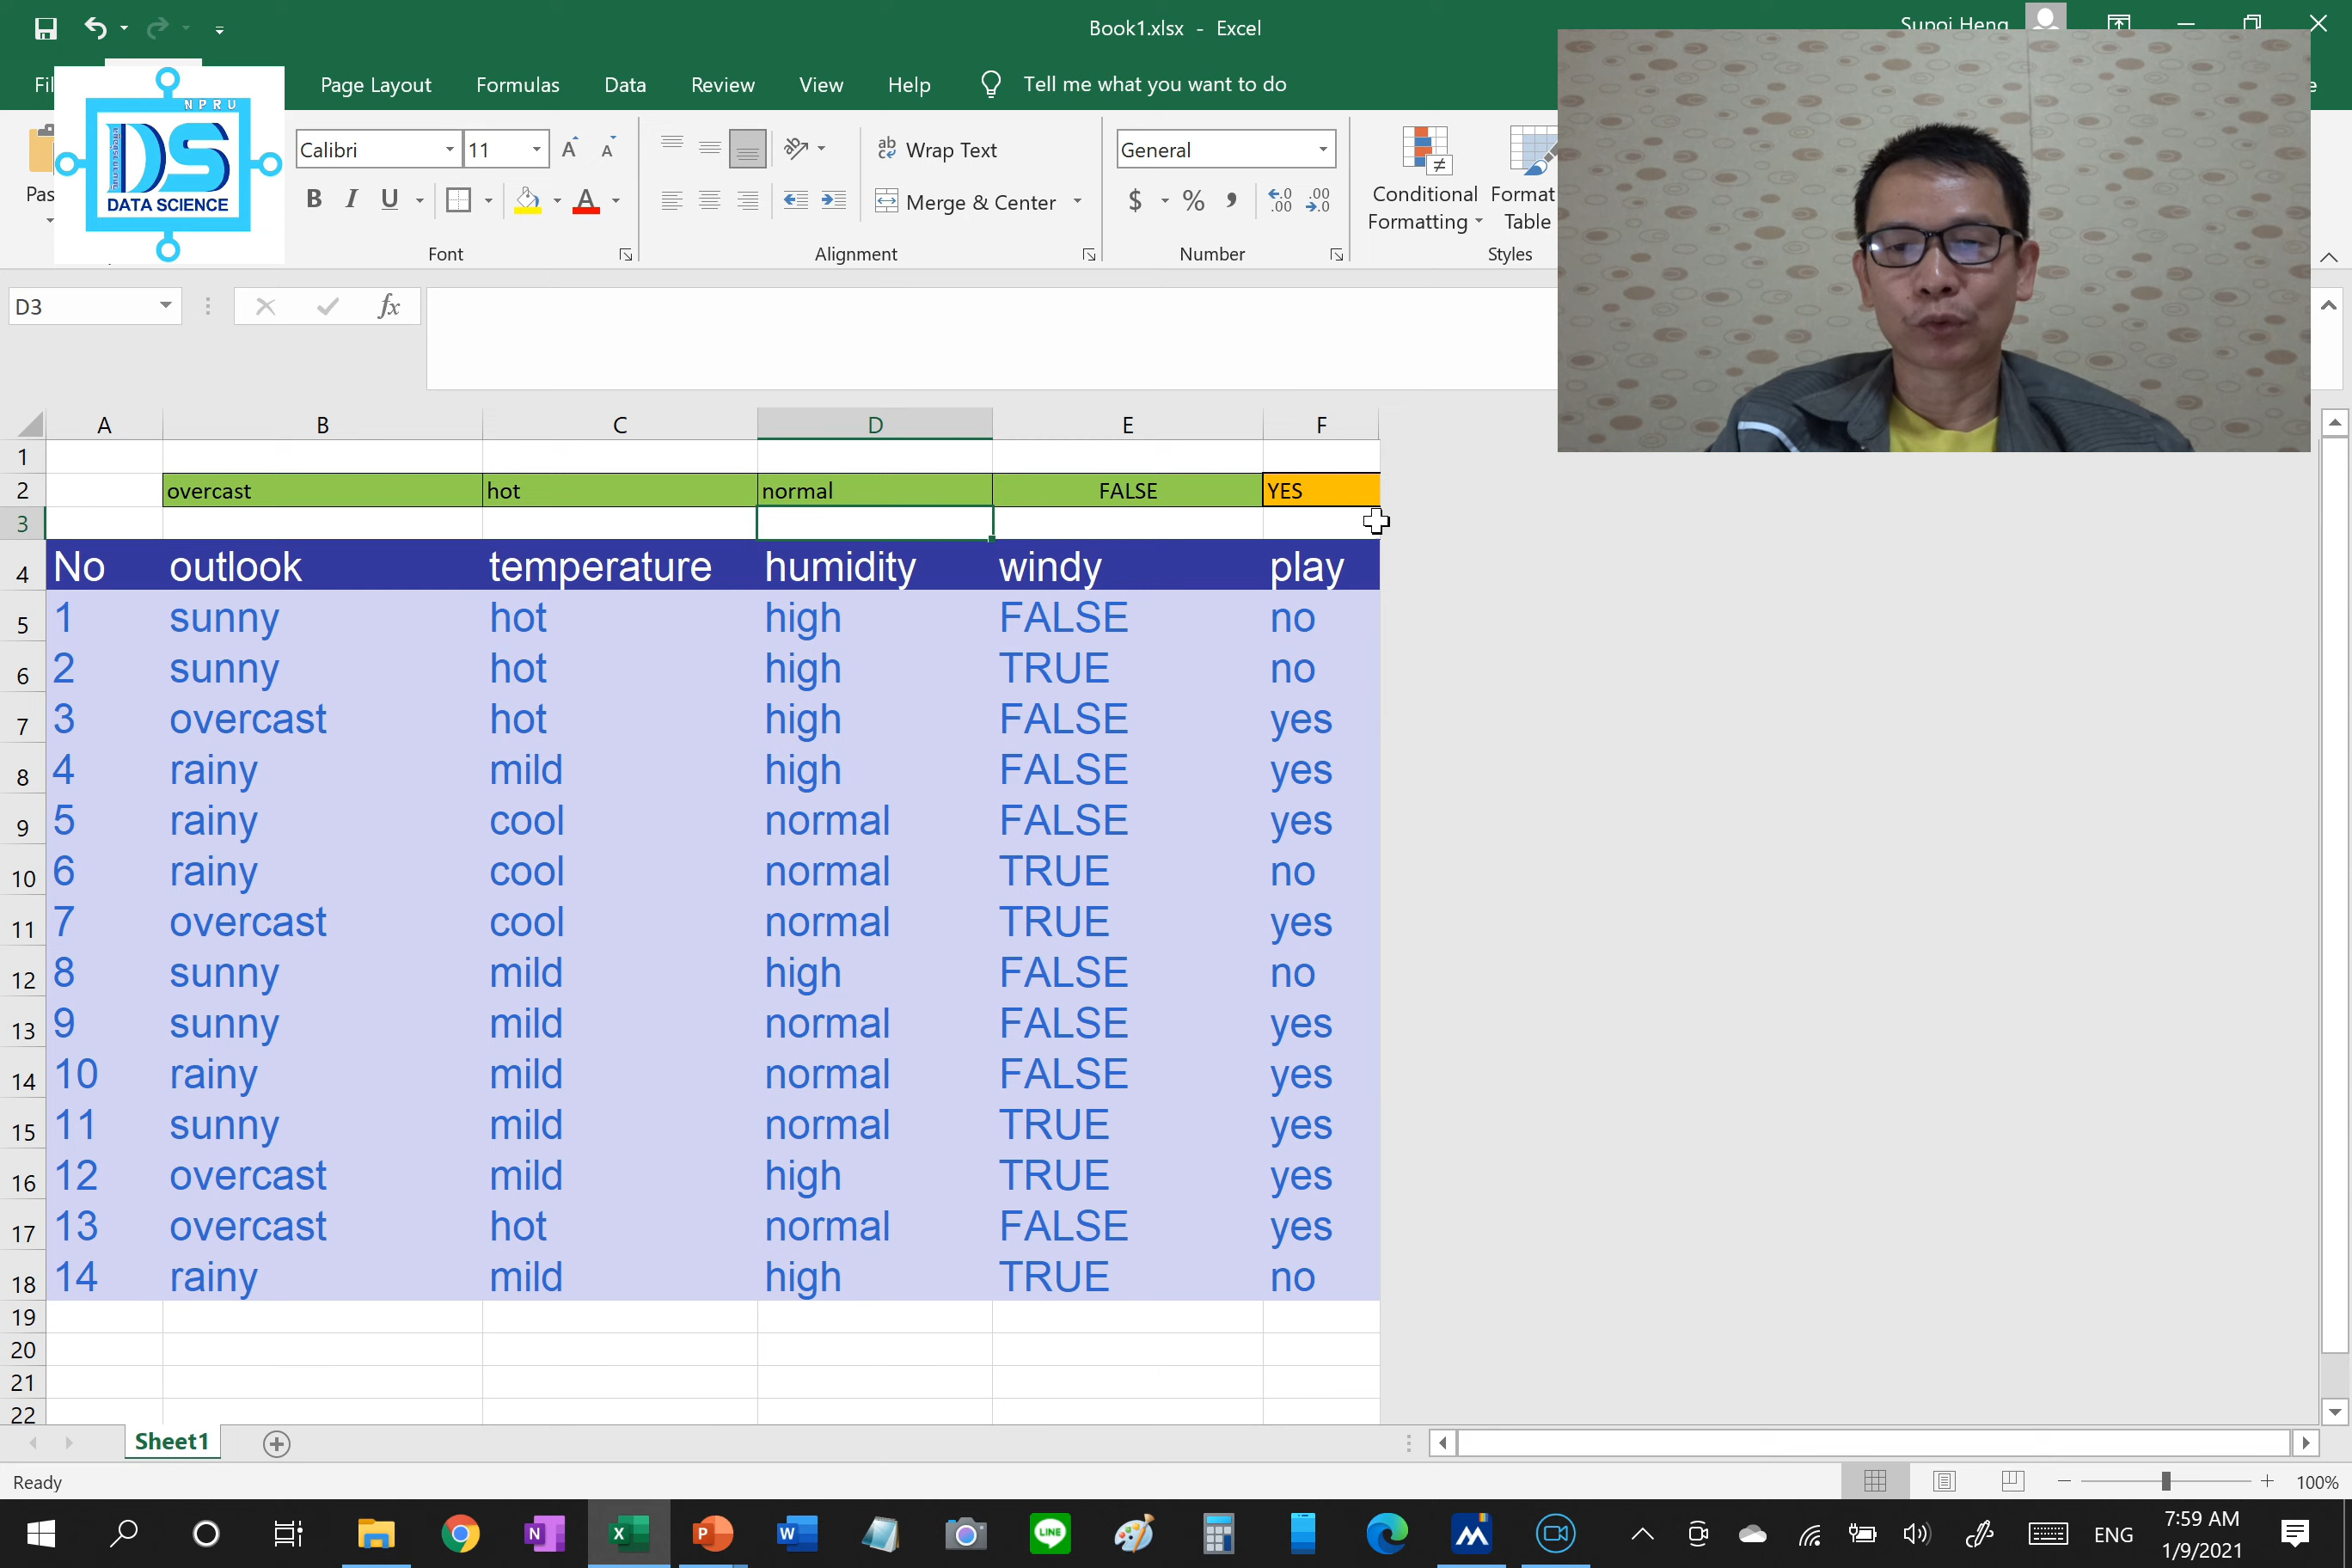 Book1.xlsx - Excel
Supoj Heng
Page Layout Formulas Data Review View Help Tell me what you want to do
NPRU
DS
DATA SCIENCE
Calibri 11
Wrap Text
General
Merge & Center
Conditional Formatting
Format Table
Font Alignment Number Styles
D3
A B C D E F
1
2 overcast hot normal FALSE YES
3
4 No outlook temperature humidity windy play
5 1 sunny hot high FALSE no
6 2 sunny hot high TRUE no
7 3 overcast hot high FALSE yes
8 4 rainy mild high FALSE yes
9 5 rainy cool normal FALSE yes
10 6 rainy cool normal TRUE no
11 7 overcast cool normal TRUE yes
12 8 sunny mild high FALSE no
13 9 sunny mild normal FALSE yes
14 10 rainy mild normal FALSE yes
15 11 sunny mild normal TRUE yes
16 12 overcast mild high TRUE yes
17 13 overcast hot normal FALSE yes
18 14 rainy mild high TRUE no
19
20
21
22
Sheet1
Ready
100%
ENG
7:59 AM
1/9/2021